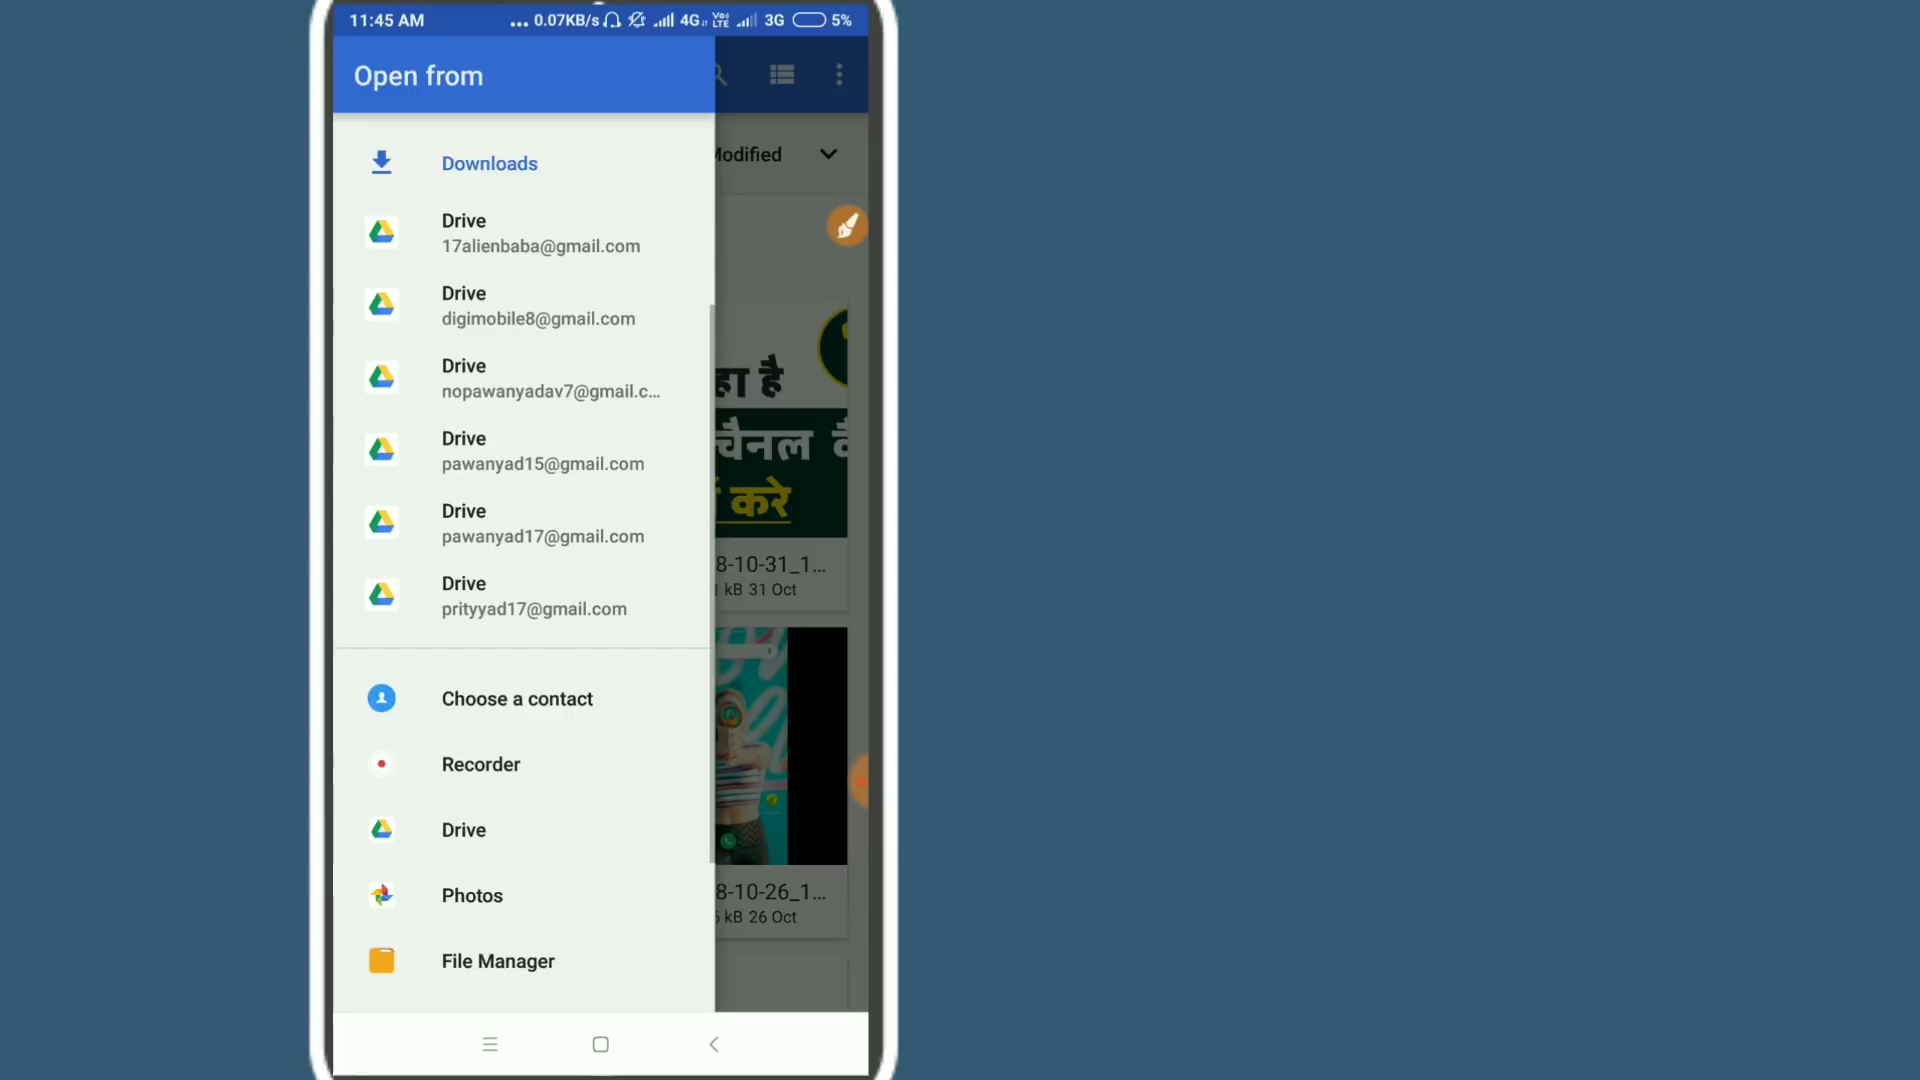 11:45 AM ... 0.07KB/s 4G VoLTE 3G 5%
Open from
Modified
Downloads
Drive
17alienbaba@gmail.com
Drive
digimobile8@gmail.com
Drive
nopawanyadav7@gmail.c...
Drive
pawanyad15@gmail.com
Drive
pawanyad17@gmail.com
Drive
prityyad17@gmail.com
हा है
चैनल
करे
8-10-31_1...
kB 31 Oct
Choose a contact
Recorder
Drive
Photos
File Manager
8-10-26_1...
kB 26 Oct